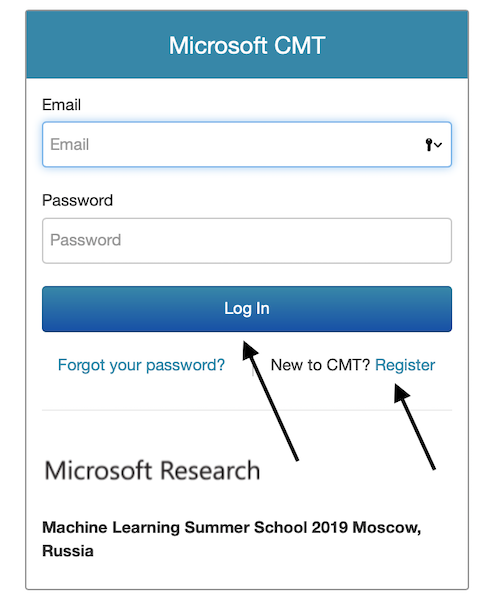 Microsoft CMT
Email
Email
Password
Password
Log In
Forgot your password? New to CMT? Register
Microsoft Research
Machine Learning Summer School 2019 Moscow,
Russia